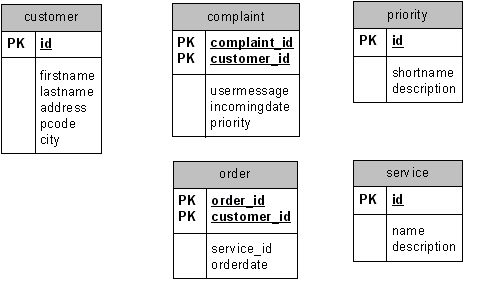 customer
PK id
firstname
lastname
address
pcode
city
complaint
PK complaint_id
PK customer_id
usermessage
incomingdate
priority
priority
PK id
shortname
description
order
PK order_id
PK customer_id
service_id
orderdate
service
PK id
name
description